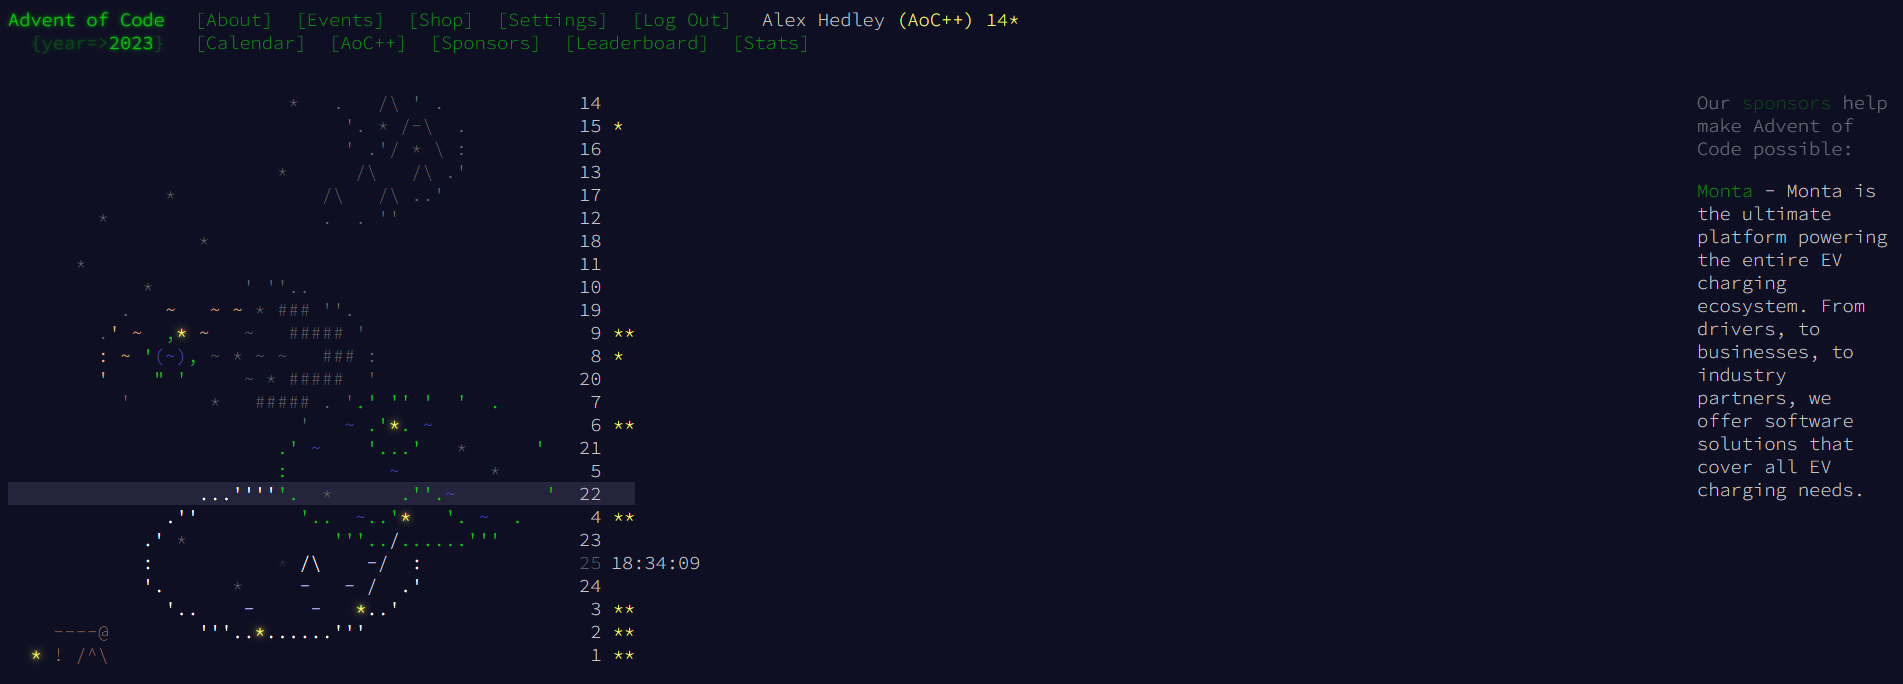 Advent of Code [About] [Events] [Shop] [Settings] [Log Out] Alex Hedley (AoC++) 14*
{year=>2023} [Calendar] [AoC++] [Sponsors] [Leaderboard] [Stats]
* . /\ ' . 14
'. * /-\ . 15 *
' .'/ * \ : 16
* /\ /\ .' 13
* /\ /\ ..' 17
* . . '' 12
* 18
* 11
* ' ''.. 10
. ~ ~ ~ * ### ''. 19
.' ~ ,* ~ ~ ##### ' 9 **
: ~ '(~), ~ * ~ ~ ### : 8 *
' " ' ~ * ##### ' 20
' * ##### . '.' '' ' ' . 7
' ~ .'*. ~ 6 **
.' ~ '...' * ' 21
: ~ * 5
...'''''. * .''.~ ' 22
.'' '.. ~..'* '. ~ . 4 **
.' * '''../......''' 23
: * /\ -/ : 25 18:34:09
'. * - - / .' 24
'.. - - *..' 3 **
----@ '''..*......''' 2 **
* ! /^\ 1 **
Our sponsors help
make Advent of
Code possible:
Monta - Monta is
the ultimate
platform powering
the entire EV
charging
ecosystem. From
drivers, to
businesses, to
industry
partners, we
offer software
solutions that
cover all EV
charging needs.